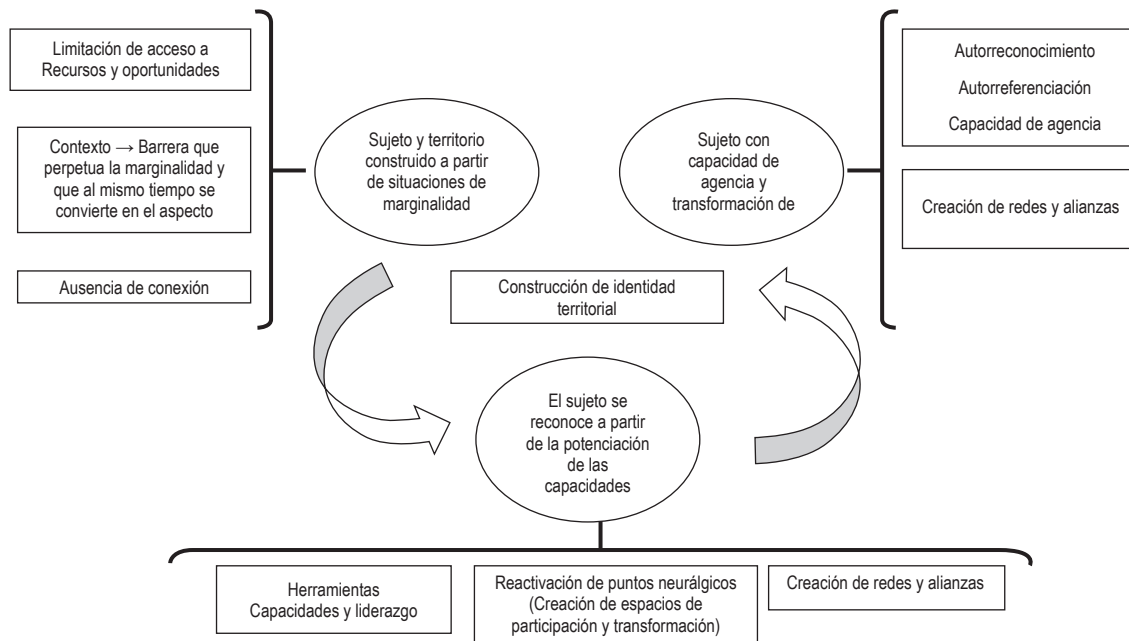 Limitación de acceso a
Recursos y oportunidades
Contexto → Barrera que
perpetua la marginalidad y
que al mismo tiempo se
convierte en el aspecto
Ausencia de conexión
Sujeto y territorio
construido a partir
de situaciones de
marginalidad
Sujeto con
capacidad de
agencia y
transformación de
Autorreconocimiento
Autorreferenciación
Capacidad de agencia
Creación de redes y alianzas
Construcción de identidad
territorial
El sujeto se
reconoce a partir
de la potenciación
de las
capacidades
Herramientas
Capacidades y liderazgo
Reactivación de puntos neurálgicos
(Creación de espacios de
participación y transformación)
Creación de redes y alianzas